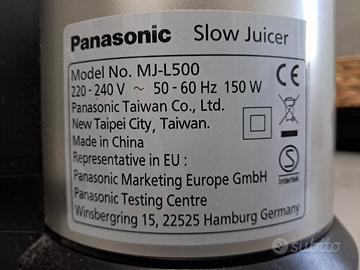 Panasonic Slow Juicer
Model No. MJ-L500
220 - 240 V ~ 50 - 60 Hz 150 W
Panasonic Taiwan Co., Ltd.
New Taipei City, Taiwan.
Made in China
Representative in EU :
Panasonic Marketing Europe GmbH
Panasonic Testing Centre
Winsbergring 15, 22525 Hamburg Germany
CE
S
Intertek
subito